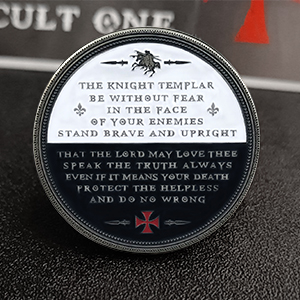 CULT ONE
THE KNIGHT TEMPLAR
BE WITHOUT FEAR
IN THE FACE
OF YOUR ENEMIES
STAND BRAVE AND UPRIGHT
THAT THE LORD MAY LOVE THEE
SPEAK THE TRUTH ALWAYS
EVEN IF IT MEANS YOUR DEATH
PROTECT THE HELPLESS
AND DO NO WRONG